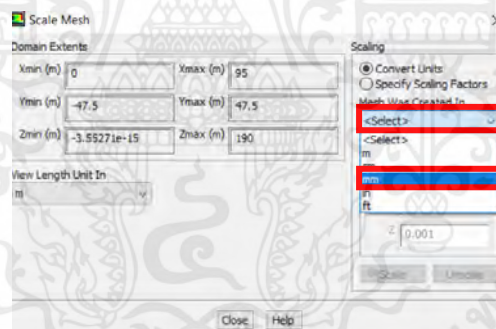 Scale Mesh
Domain Extents
Xmin (m) 0 Xmax (m) 95
Ymin (m) -47.5 Ymax (m) 47.5
Zmin (m) -3.55271e-15 Zmax (m) 190
View Length Unit In
m
Scaling
Convert Units
Specify Scaling Factors
Mesh Was Created In
<Select>
<Select>
m
mm
in
ft
Z 0.001
Scale Unscale
Close Help